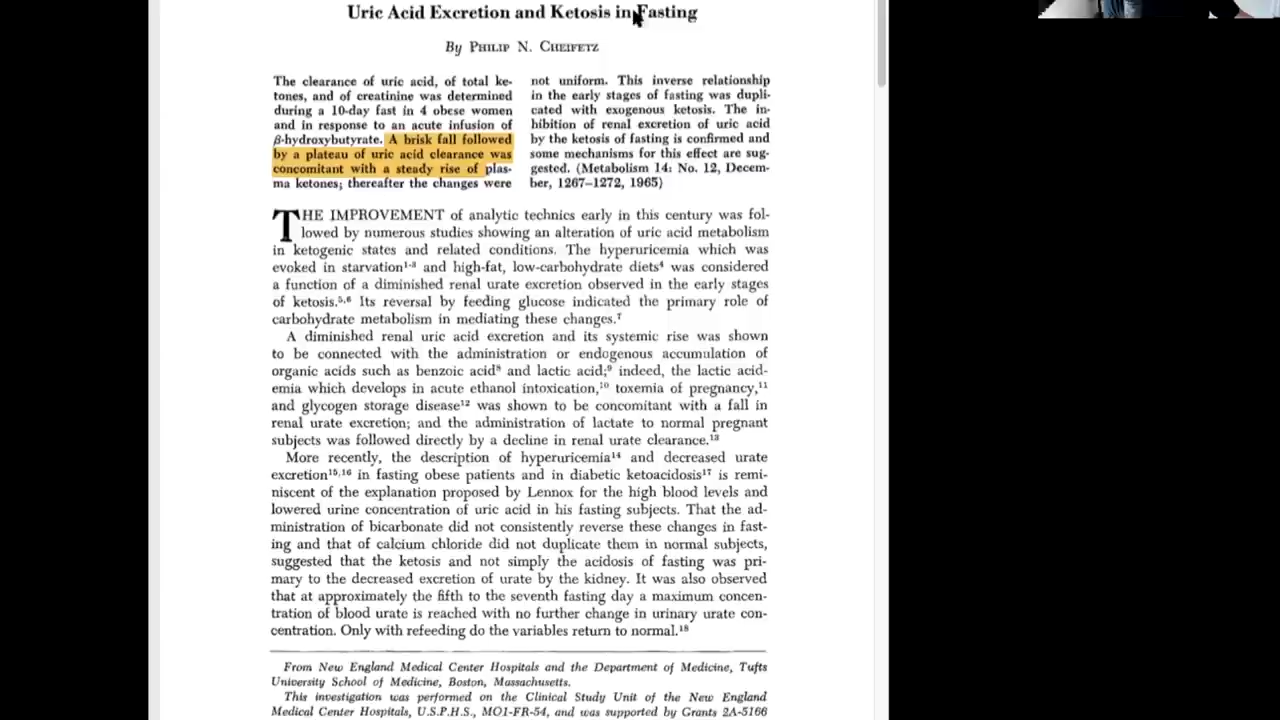 Uric Acid Excretion and Ketosis in Fasting
By PHILIP N. CHEIFETZ
The clearance of uric acid, of total ke-
tones, and of creatinine was determined
during a 10-day fast in 4 obese women
and in response to an acute infusion of
β-hydroxybutyrate. A brisk fall followed
by a plateau of uric acid clearance was
concomitant with a steady rise of plas-
ma ketones; thereafter the changes were
not uniform. This inverse relationship
in the early stages of fasting was dupli-
cated with exogenous ketosis. The in-
hibition of renal excretion of uric acid
by the ketosis of fasting is confirmed and
some mechanisms for this effect are sug-
gested. (Metabolism 14: No. 12, Decem-
ber, 1267–1272, 1965)
THE IMPROVEMENT of analytic technics early in this century was fol-
lowed by numerous studies showing an alteration of uric acid metabolism
in ketogenic states and related conditions. The hyperuricemia which was
evoked in starvation¹⁻³ and high-fat, low-carbohydrate diets⁴ was considered
a function of a diminished renal urate excretion observed in the early stages
of ketosis.⁵,⁶ Its reversal by feeding glucose indicated the primary role of
carbohydrate metabolism in mediating these changes.⁷
A diminished renal uric acid excretion and its systemic rise was shown
to be connected with the administration or endogenous accumulation of
organic acids such as benzoic acid⁸ and lactic acid;⁹ indeed, the lactic acid-
emia which develops in acute ethanol intoxication,¹⁰ toxemia of pregnancy,¹¹
and glycogen storage disease¹² was shown to be concomitant with a fall in
renal urate excretion; and the administration of lactate to normal pregnant
subjects was followed directly by a decline in renal urate clearance.¹³
More recently, the description of hyperuricemia¹⁴ and decreased urate
excretion¹⁵,¹⁶ in fasting obese patients and in diabetic ketoacidosis¹⁷ is remi-
niscent of the explanation proposed by Lennox for the high blood levels and
lowered urine concentration of uric acid in his fasting subjects. That the ad-
ministration of bicarbonate did not consistently reverse these changes in fast-
ing and that of calcium chloride did not duplicate them in normal subjects,
suggested that the ketosis and not simply the acidosis of fasting was pri-
mary to the decreased excretion of urate by the kidney. It was also observed
that at approximately the fifth to the seventh fasting day a maximum concen-
tration of blood urate is reached with no further change in urinary urate con-
centration. Only with refeeding do the variables return to normal.¹⁸
From New England Medical Center Hospitals and the Department of Medicine, Tufts
University School of Medicine, Boston, Massachusetts.
This investigation was performed on the Clinical Study Unit of the New England
Medical Center Hospitals, U.S.P.H.S., MO1-FR-54, and was supported by Grants 2A-5166